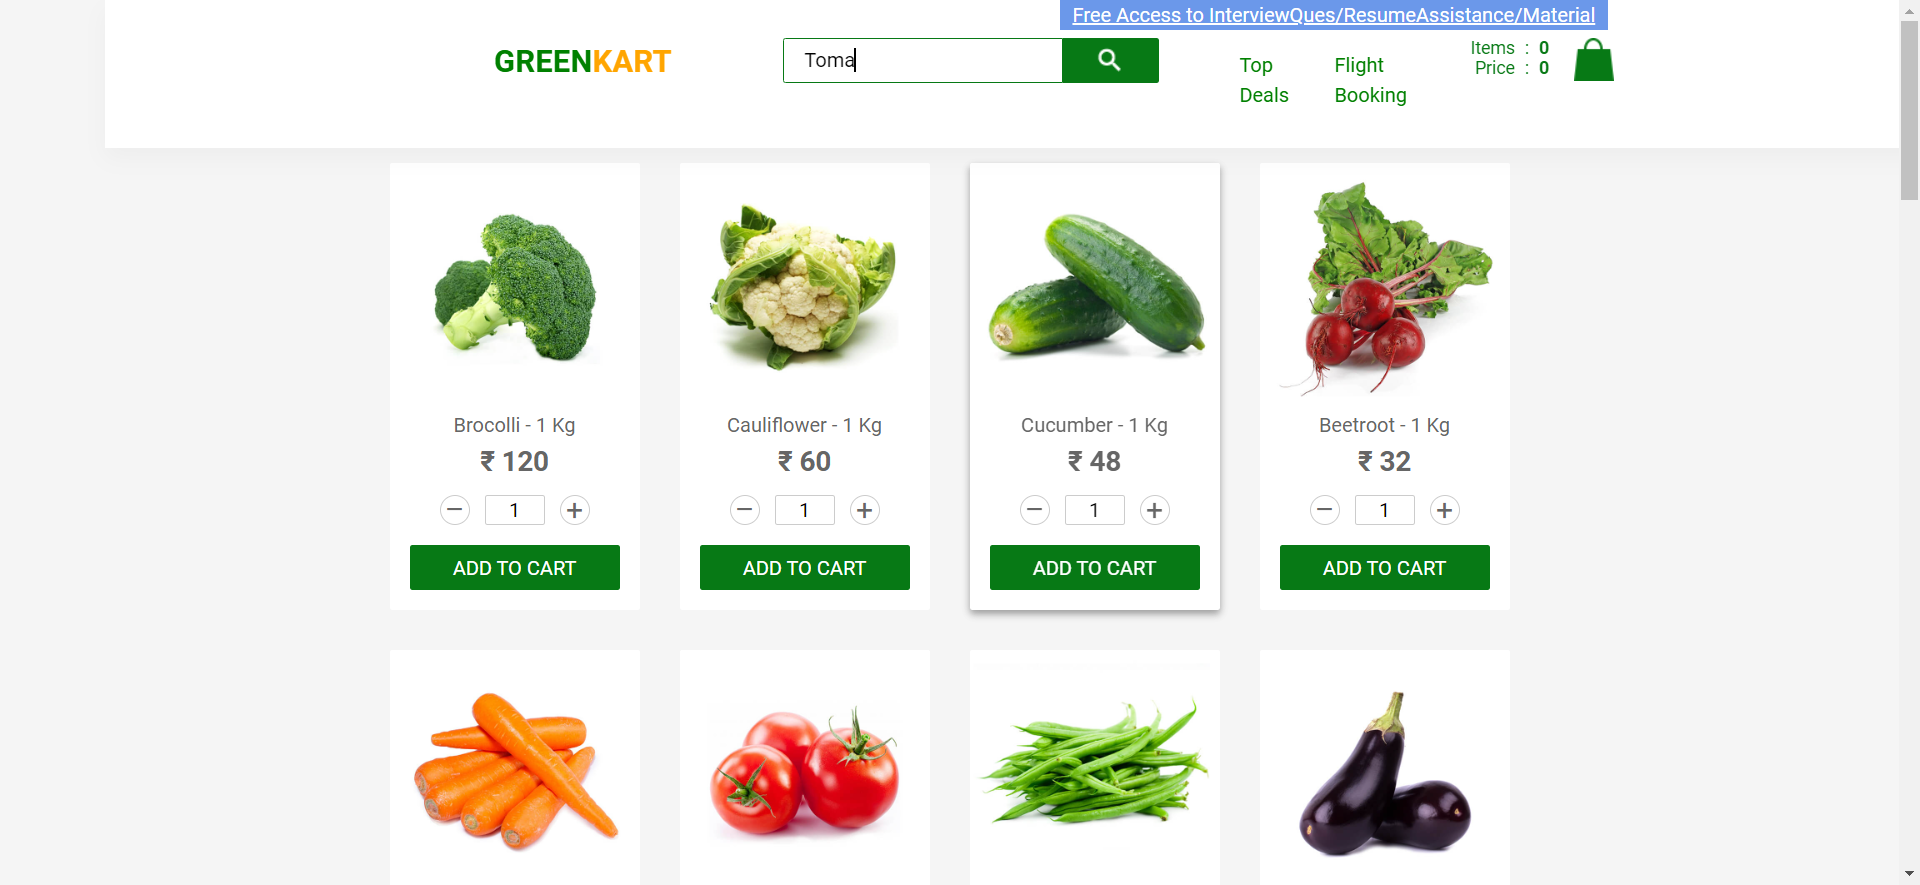 Free Access to InterviewQues/ResumeAssistance/Material
GREENKART
Toma
Top Deals
Flight Booking
Items : 0
Price : 0
Brocolli - 1 Kg
₹ 120
− 1 +
ADD TO CART
Cauliflower - 1 Kg
₹ 60
− 1 +
ADD TO CART
Cucumber - 1 Kg
₹ 48
− 1 +
ADD TO CART
Beetroot - 1 Kg
₹ 32
− 1 +
ADD TO CART